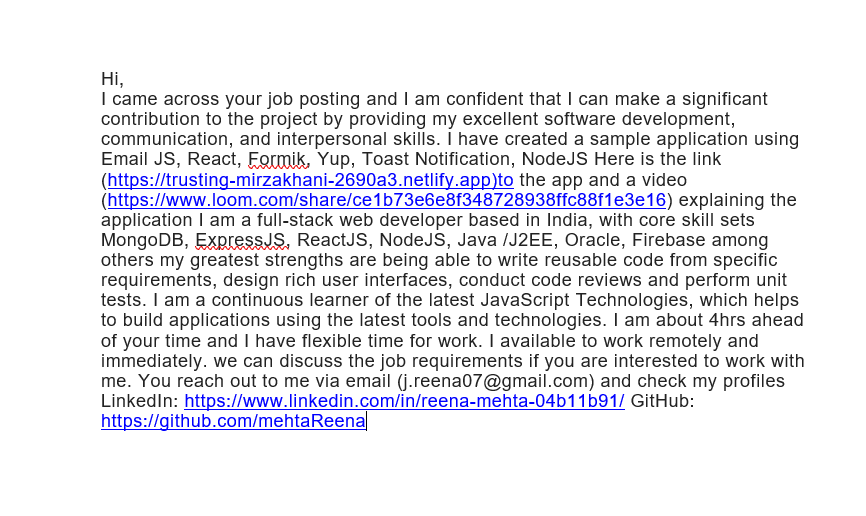 Hi,
I came across your job posting and I am confident that I can make a significant
contribution to the project by providing my excellent software development,
communication, and interpersonal skills. I have created a sample application using
Email JS, React, Formik, Yup, Toast Notification, NodeJS Here is the link
(https://trusting-mirzakhani-2690a3.netlify.app)to the app and a video
(https://www.loom.com/share/ce1b73e6e8f348728938ffc88f1e3e16) explaining the
application I am a full-stack web developer based in India, with core skill sets
MongoDB, ExpressJS, ReactJS, NodeJS, Java /J2EE, Oracle, Firebase among
others my greatest strengths are being able to write reusable code from specific
requirements, design rich user interfaces, conduct code reviews and perform unit
tests. I am a continuous learner of the latest JavaScript Technologies, which helps
to build applications using the latest tools and technologies. I am about 4hrs ahead
of your time and I have flexible time for work. I available to work remotely and
immediately. we can discuss the job requirements if you are interested to work with
me. You reach out to me via email (j.reena07@gmail.com) and check my profiles
LinkedIn: https://www.linkedin.com/in/reena-mehta-04b11b91/ GitHub:
https://github.com/mehtaReena